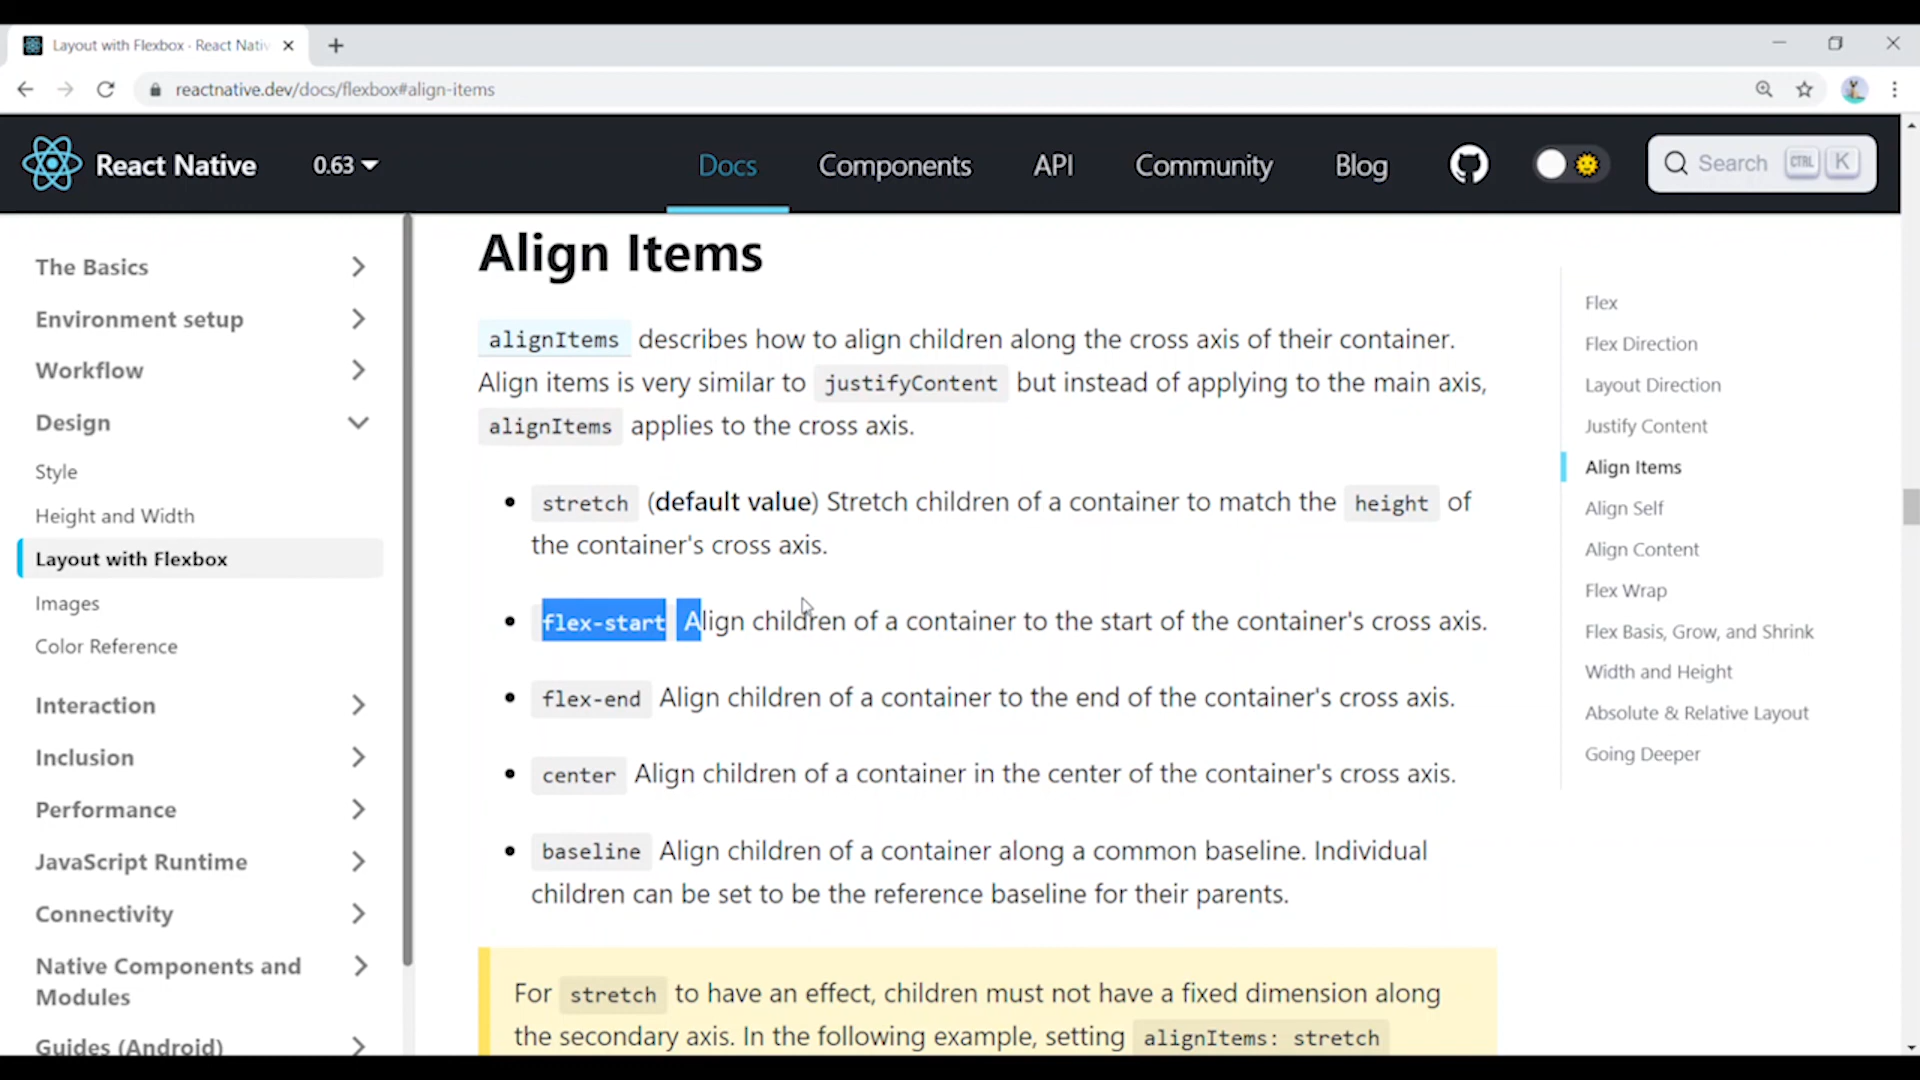 Layout with Flexbox · React Nativ
reactnative.dev/docs/flexbox#align-items
React Native
0.63
Docs
Components
API
Community
Blog
Search
CTRL
K
The Basics
Environment setup
Workflow
Design
Style
Height and Width
Layout with Flexbox
Images
Color Reference
Interaction
Inclusion
Performance
JavaScript Runtime
Connectivity
Native Components and
Modules
Guides (Android)
Align Items
alignItems describes how to align children along the cross axis of their container.
Align items is very similar to justifyContent but instead of applying to the main axis,
alignItems applies to the cross axis.
• stretch (default value) Stretch children of a container to match the height of
the container's cross axis.
• flex-start Align children of a container to the start of the container's cross axis.
• flex-end Align children of a container to the end of the container's cross axis.
• center Align children of a container in the center of the container's cross axis.
• baseline Align children of a container along a common baseline. Individual
children can be set to be the reference baseline for their parents.
For stretch to have an effect, children must not have a fixed dimension along
the secondary axis. In the following example, setting alignItems: stretch
Flex
Flex Direction
Layout Direction
Justify Content
Align Items
Align Self
Align Content
Flex Wrap
Flex Basis, Grow, and Shrink
Width and Height
Absolute & Relative Layout
Going Deeper